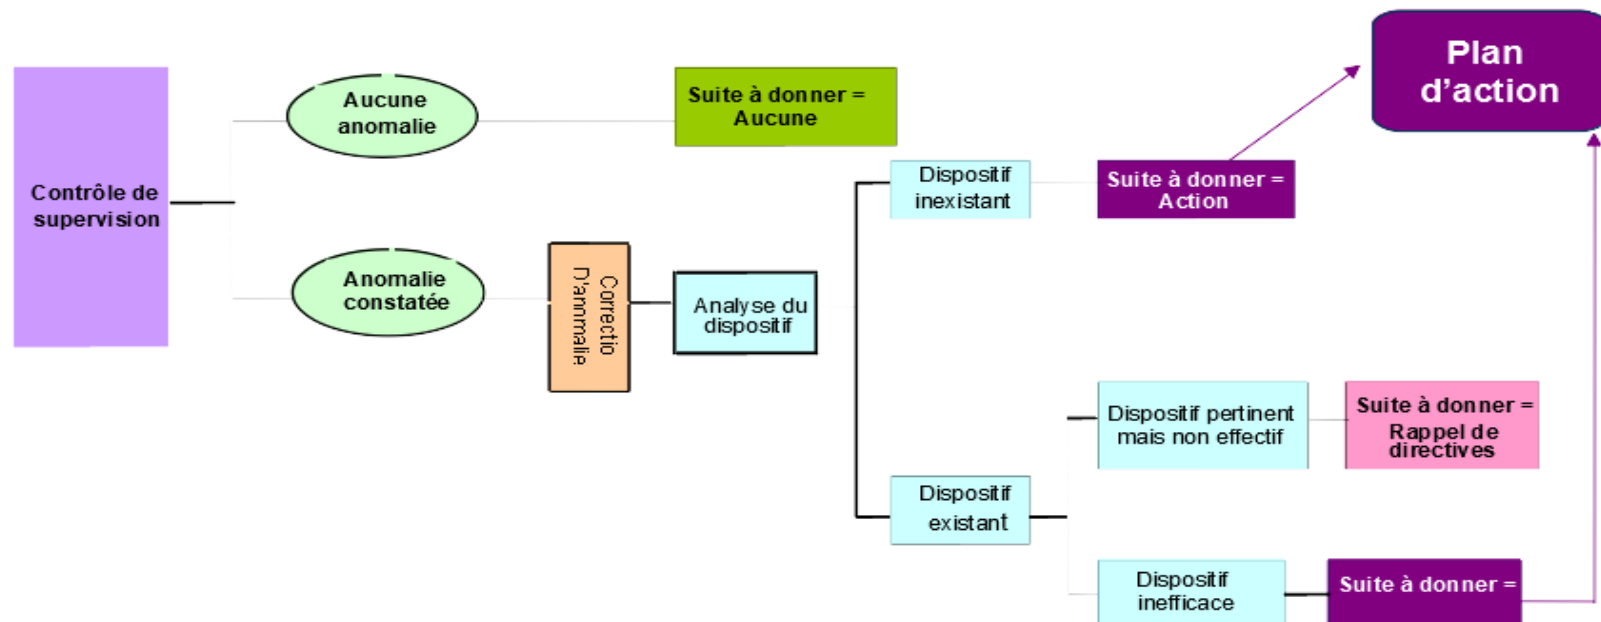 Plan
d’action
Aucune
anomalie
Suite à donner =
Aucune
Contrôle de
supervision
Dispositif
inexistant
Suite à donner =
Action
Anomalie
constatée
Correctio
Analyse du
dispositif
Dispositif pertinent
mais non effectif
Suite à donner =
Rappel de
directives
Dispositif
existant
Dispositif
inefficace
Suite à donner =